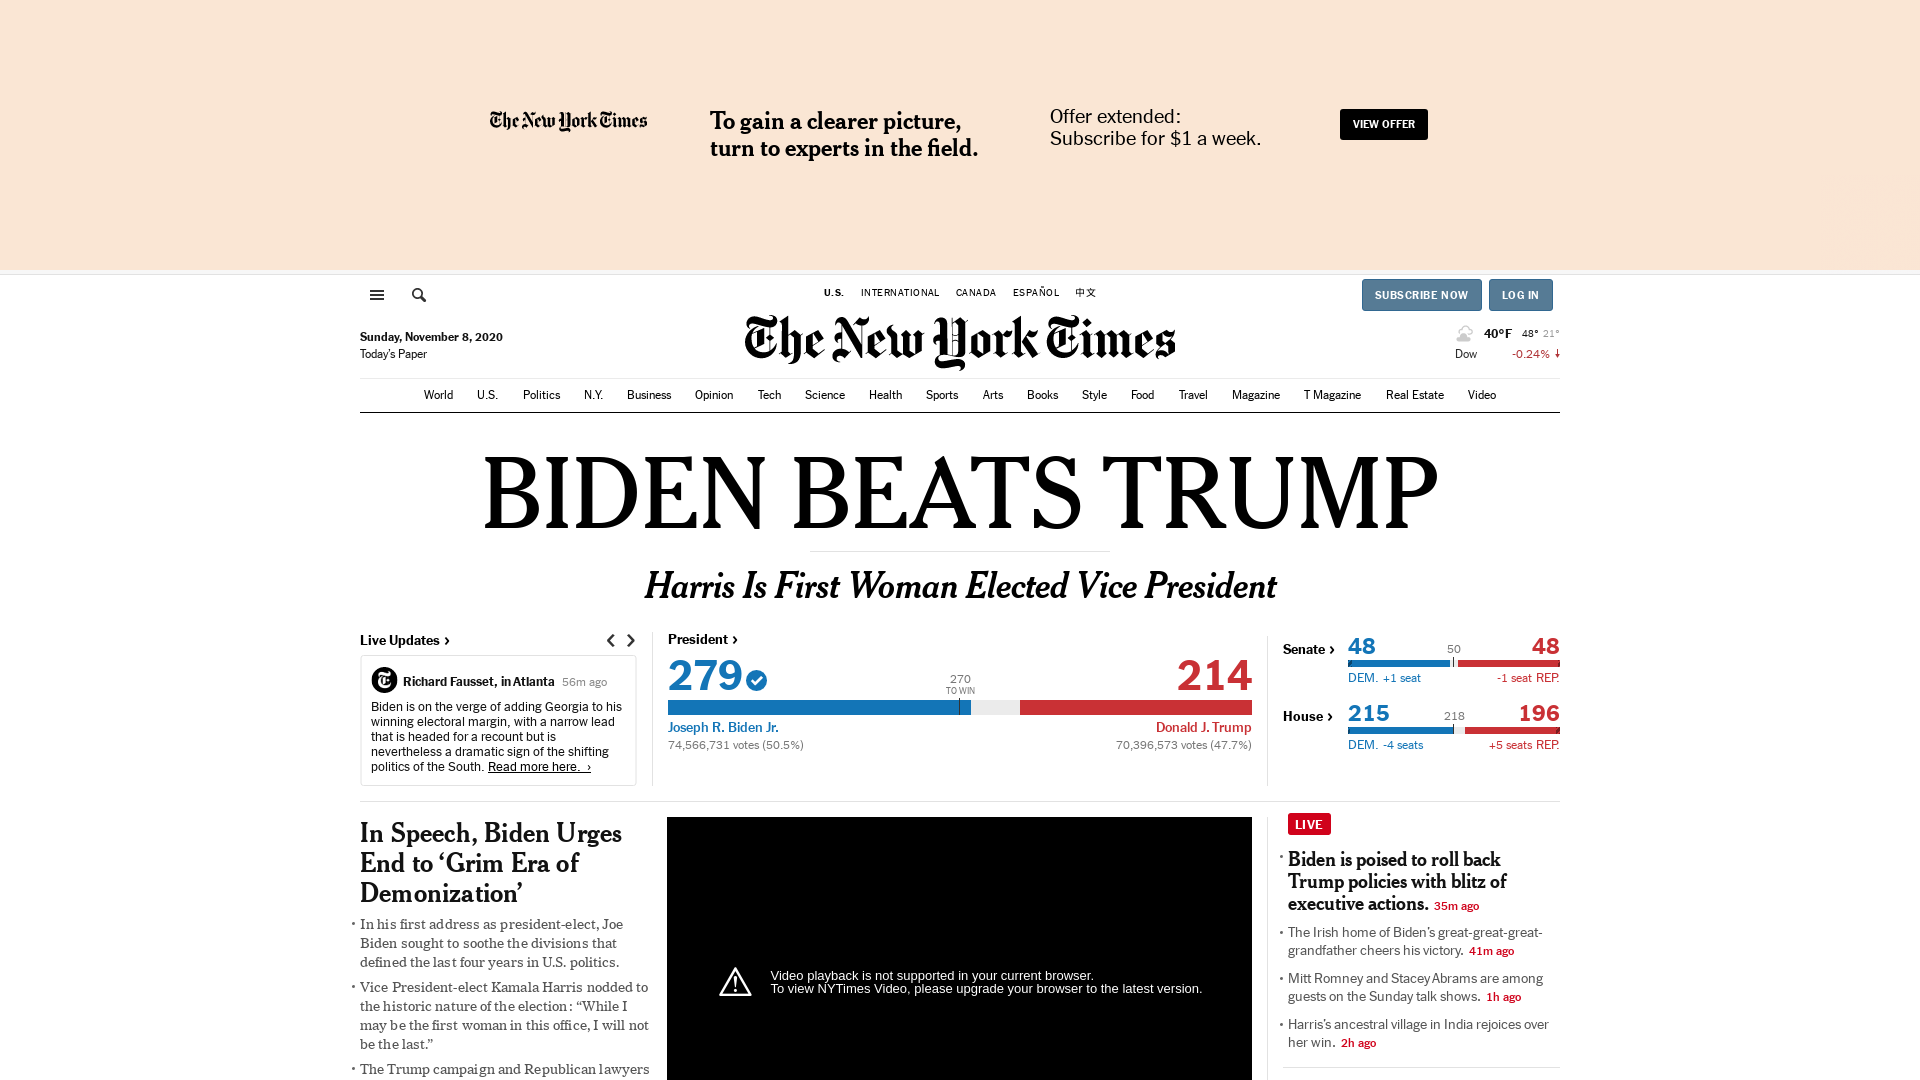 The New York Times
To gain a clearer picture,
turn to experts in the field.
Offer extended:
Subscribe for $1 a week.
VIEW OFFER
U.S. INTERNATIONAL CANADA ESPAÑOL 中文
SUBSCRIBE NOW LOG IN
Sunday, November 8, 2020
Today's Paper
The New York Times
40°F 48° 21°
Dow -0.24% ↓
World U.S. Politics N.Y. Business Opinion Tech Science Health Sports Arts Books Style Food Travel Magazine T Magazine Real Estate Video
BIDEN BEATS TRUMP
Harris Is First Woman Elected Vice President
Live Updates ›
Richard Fausset, in Atlanta 56m ago
Biden is on the verge of adding Georgia to his
winning electoral margin, with a narrow lead
that is headed for a recount but is
nevertheless a dramatic sign of the shifting
politics of the South. Read more here. ›
President ›
279 214
270
TO WIN
Joseph R. Biden Jr. Donald J. Trump
74,566,731 votes (50.5%) 70,396,573 votes (47.7%)
Senate › 48 50 48
DEM. +1 seat -1 seat REP.
House › 215 218 196
DEM. -4 seats +5 seats REP.
In Speech, Biden Urges
End to ‘Grim Era of
Demonization’
• In his first address as president-elect, Joe
Biden sought to soothe the divisions that
defined the last four years in U.S. politics.
• Vice President-elect Kamala Harris nodded to
the historic nature of the election: “While I
may be the first woman in this office, I will not
be the last.”
• The Trump campaign and Republican lawyers
Video playback is not supported in your current browser.
To view NYTimes Video, please upgrade your browser to the latest version.
LIVE
• Biden is poised to roll back
Trump policies with blitz of
executive actions. 35m ago
• The Irish home of Biden’s great-great-great-
grandfather cheers his victory. 41m ago
• Mitt Romney and Stacey Abrams are among
guests on the Sunday talk shows. 1h ago
• Harris’s ancestral village in India rejoices over
her win. 2h ago